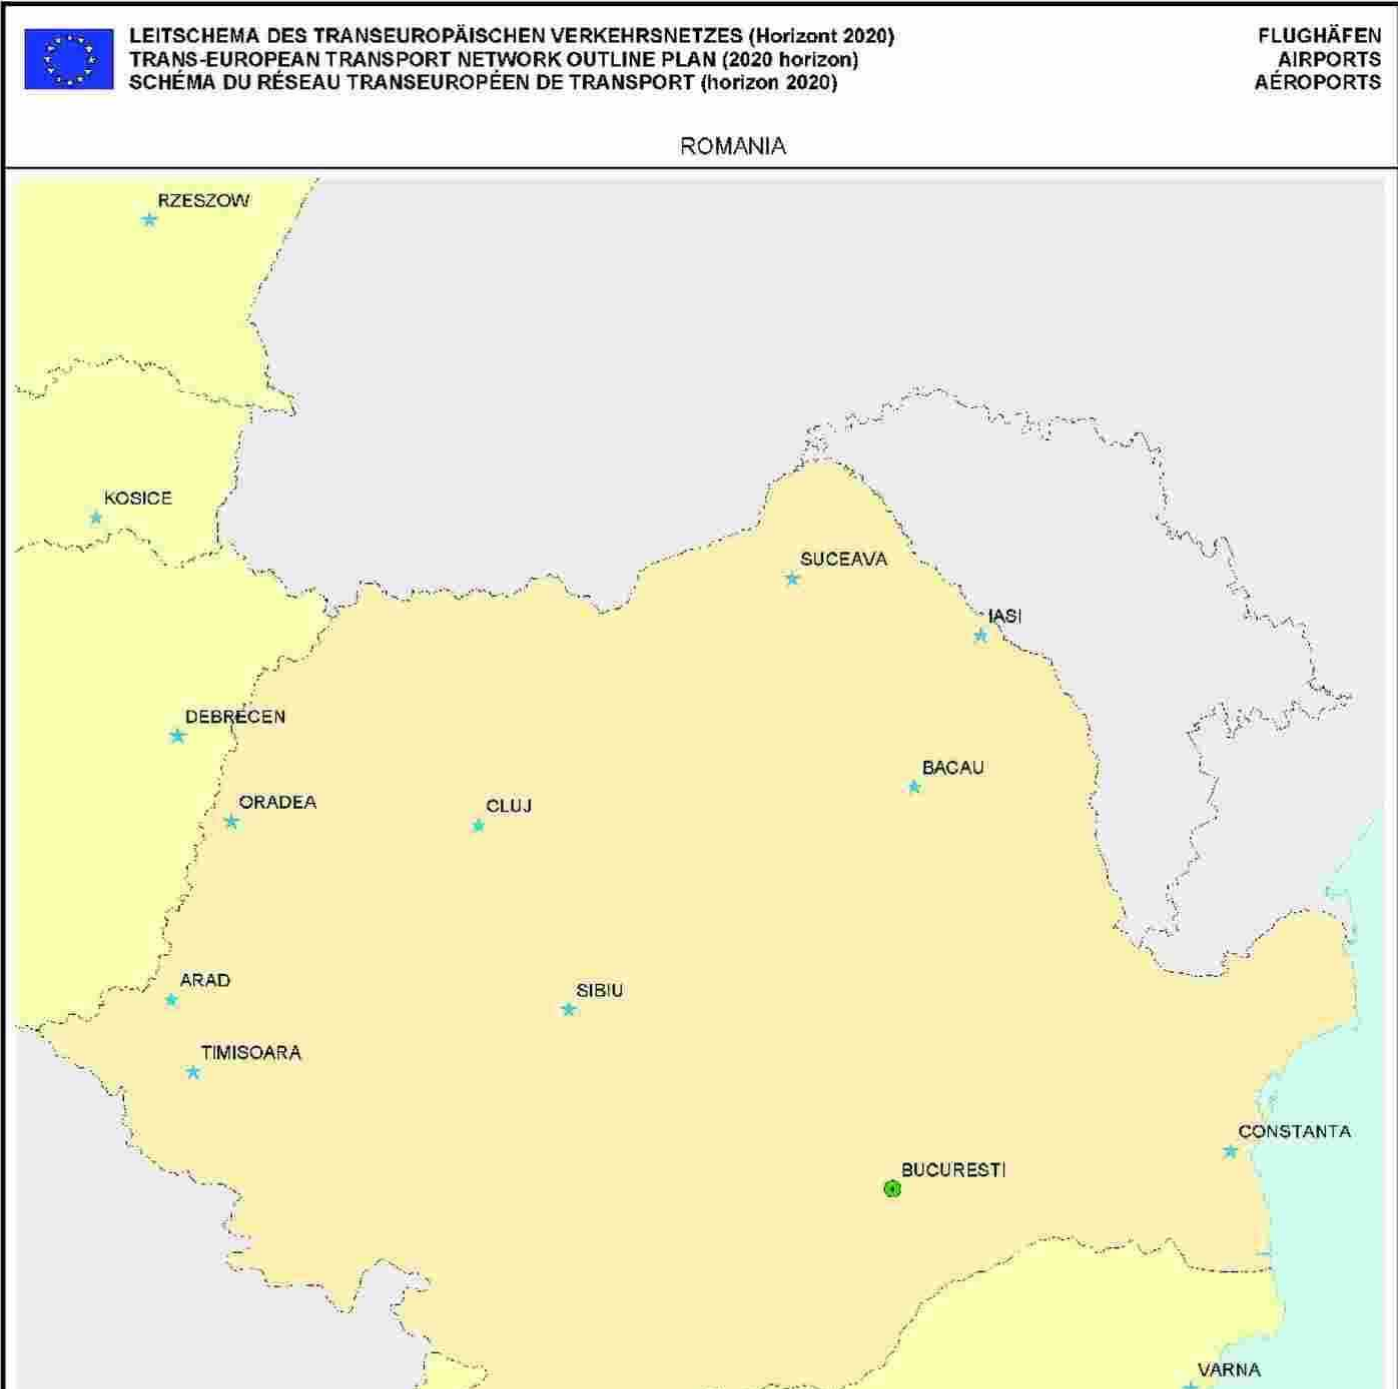 LEITSCHEMA DES TRANSEUROPÄISCHEN VERKEHRSNETZES (Horizont 2020)
TRANS-EUROPEAN TRANSPORT NETWORK OUTLINE PLAN (2020 horizon)
SCHÉMA DU RÉSEAU TRANSEUROPÉEN DE TRANSPORT (horizon 2020)
FLUGHÄFEN
AIRPORTS
AÉROPORTS
ROMANIA
RZESZOW
KOSICE
SUCEAVA
IASI
DEBRECEN
BACAU
ORADEA
CLUJ
ARAD
SIBIU
TIMISOARA
CONSTANTA
BUCURESTI
VARNA